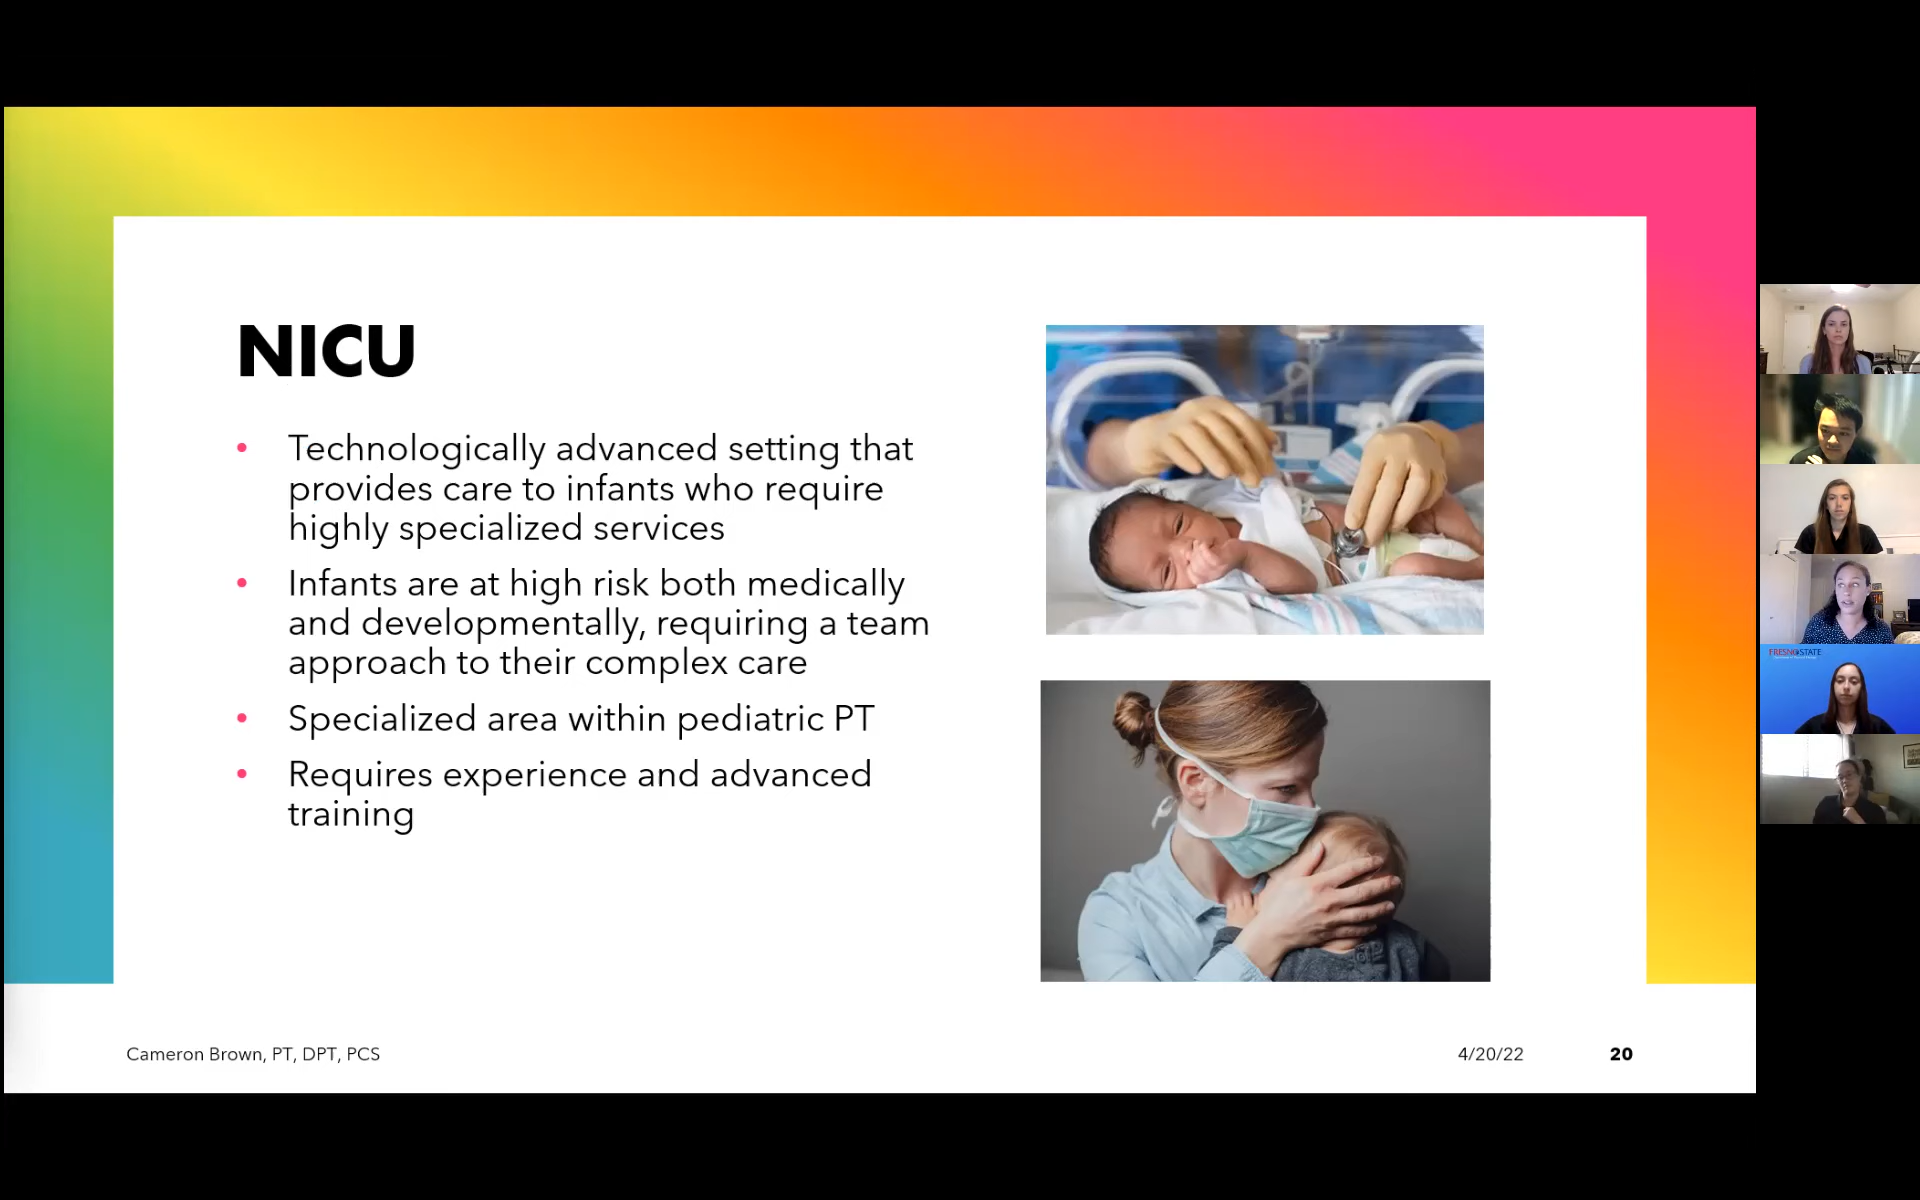 NICU
• Technologically advanced setting that
provides care to infants who require
highly specialized services
• Infants are at high risk both medically
and developmentally, requiring a team
approach to their complex care
• Specialized area within pediatric PT
• Requires experience and advanced
training
FRESNO STATE
Cameron Brown, PT, DPT, PCS
4/20/22
20